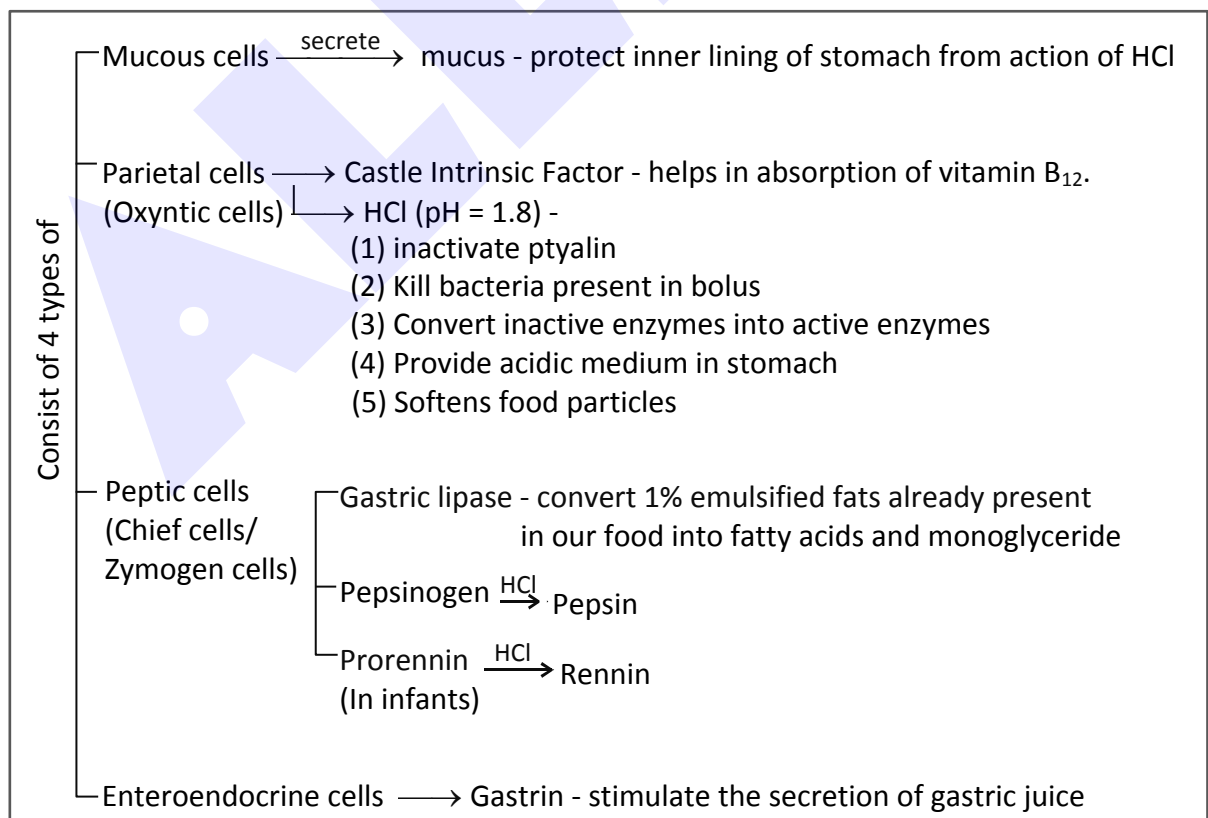 Consist of 4 types of
Mucous cells secrete → mucus - protect inner lining of stomach from action of HCl
Parietal cells → Castle Intrinsic Factor - helps in absorption of vitamin B₁₂.
(Oxyntic cells) → HCl (pH = 1.8) -
(1) inactivate ptyalin
(2) Kill bacteria present in bolus
(3) Convert inactive enzymes into active enzymes
(4) Provide acidic medium in stomach
(5) Softens food particles
Peptic cells
(Chief cells/
Zymogen cells)
Gastric lipase - convert 1% emulsified fats already present
in our food into fatty acids and monoglyceride
Pepsinogen HCl → Pepsin
Prorennin HCl → Rennin
(In infants)
Enteroendocrine cells → Gastrin - stimulate the secretion of gastric juice